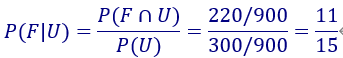 P(F|U) = P(F ∩ U)/P(U) = (220/900)/(300/900) = 11/15